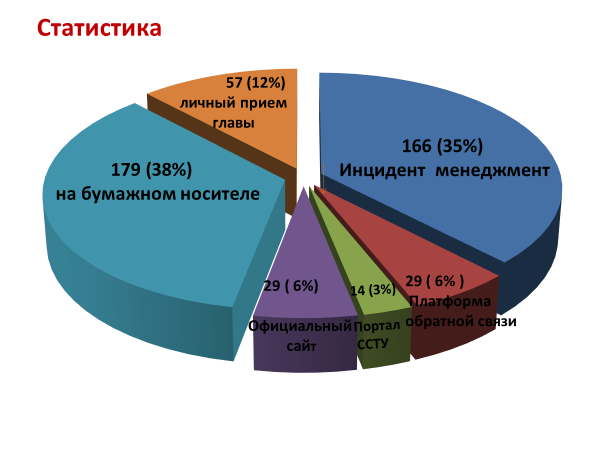 Статистика
57 (12%)
личный прием
главы
166 (35%)
Инцидент менеджмент
179 (38%)
на бумажном носителе
29 ( 6%)
Официальный
сайт
14 (3%)
Портал
ССТУ
29 ( 6% )
Платформа
обратной связи